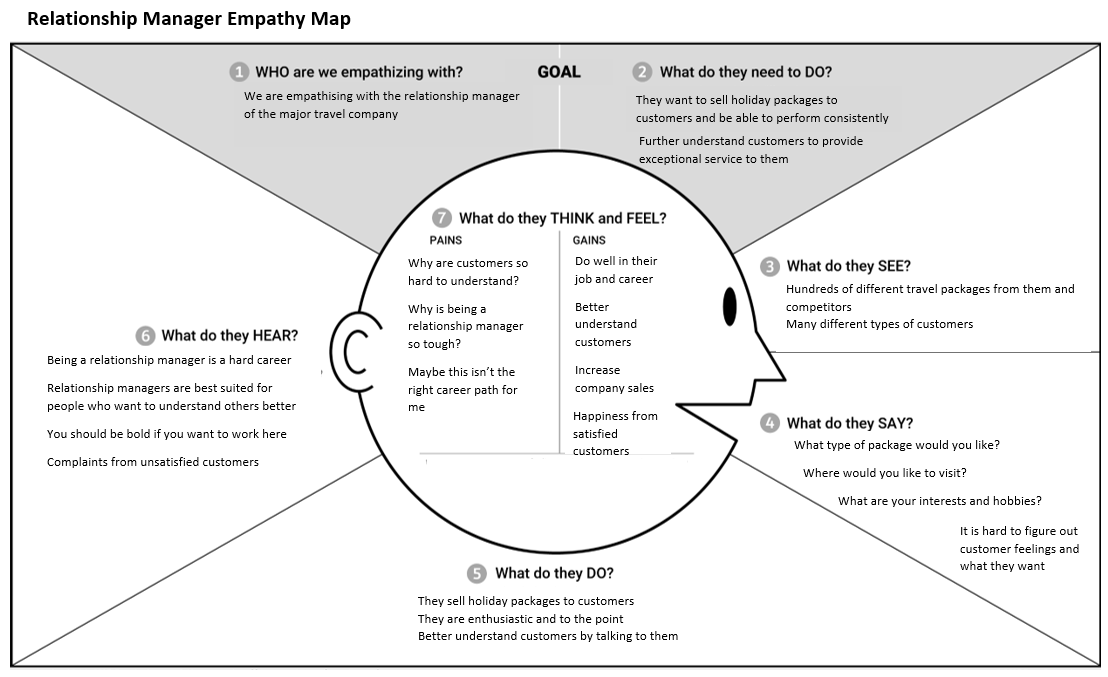 Relationship Manager Empathy Map
1 WHO are we empathizing with?
We are empathising with the relationship manager
of the major travel company
GOAL
2 What do they need to DO?
They want to sell holiday packages to
customers and be able to perform consistently
Further understand customers to provide
exceptional service to them
3 What do they SEE?
Hundreds of different travel packages from them and
competitors
Many different types of customers
4 What do they SAY?
What type of package would you like?
Where would you like to visit?
What are your interests and hobbies?
It is hard to figure out
customer feelings and
what they want
5 What do they DO?
They sell holiday packages to customers
They are enthusiastic and to the point
Better understand customers by talking to them
6 What do they HEAR?
Being a relationship manager is a hard career
Relationship managers are best suited for
people who want to understand others better
You should be bold if you want to work here
Complaints from unsatisfied customers
7 What do they THINK and FEEL?
PAINS
Why are customers so
hard to understand?
Why is being a
relationship manager
so tough?
Maybe this isn't the
right career path for
me
GAINS
Do well in their
job and career
Better
understand
customers
Increase
company sales
Happiness from
satisfied
customers